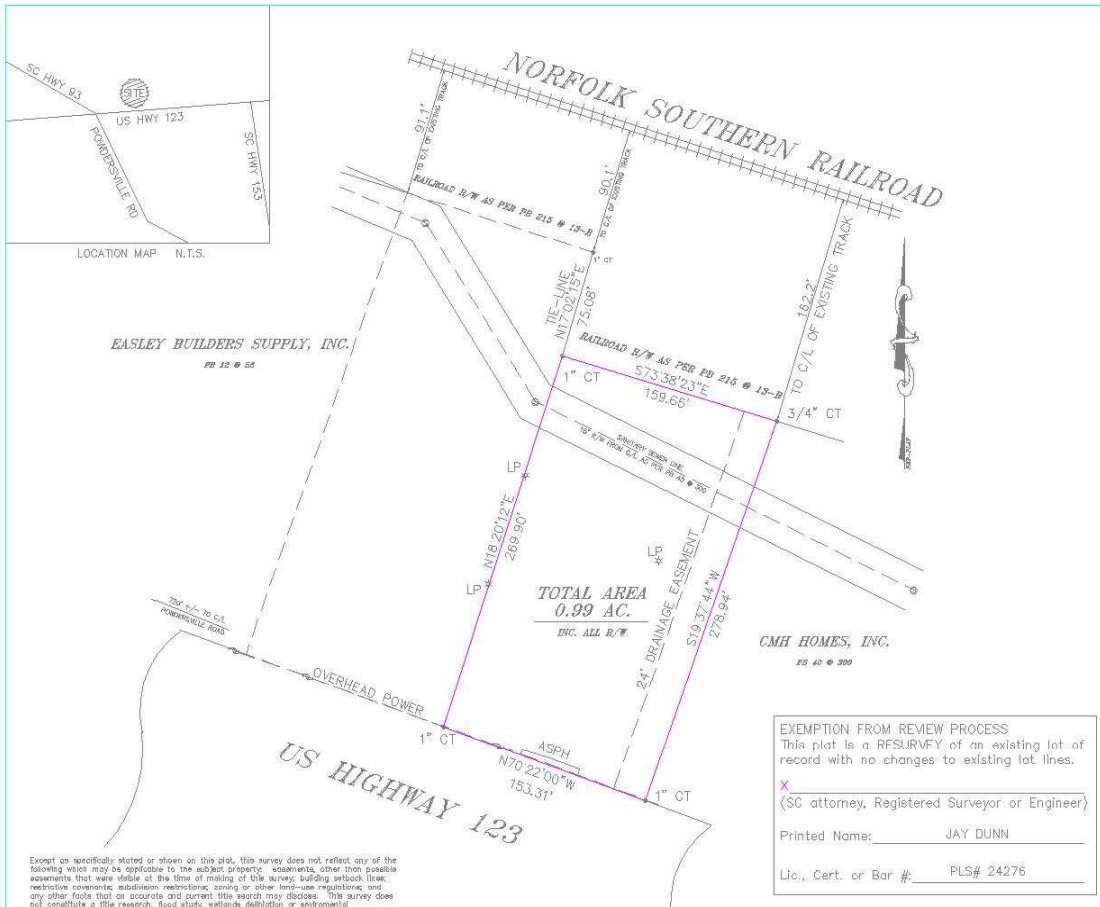 SC HWY 93
SITE
US HWY 123
POWDERSVILLE RD
SC HWY 153
LOCATION MAP N.T.S.
NORFOLK SOUTHERN RAILROAD
91.1'
TO C/L OF EXISTING TRACK
90.1'
TO C/L OF EXISTING TRACK
182.2'
TO C/L OF EXISTING TRACK
RAILROAD R/W AS PER PB 215 @ 13-B
1" CT
TIE-LINE
N17°02'15"E
75.08'
EASLEY BUILDERS SUPPLY, INC.
PB 12 @ 56
RAILROAD R/W AS PER PB 215 @ 13-B
1" CT
S73°38'23"E
159.65'
3/4" CT
SANITARY SEWER LINE
R/W FROM C/L AS PER PB 40 @ 300
LP
N18°20'12"E
269.90'
LP
LP
TOTAL AREA
0.99 AC.
INC. ALL R/W
24' DRAINAGE EASEMENT
S19°37'44"W
278.94'
CMH HOMES, INC.
PB 40 @ 300
+/- TO C/L
POWDERSVILLE ROAD
OVERHEAD POWER
1" CT
ASPH
N70°22'00"W
153.31'
1" CT
US HIGHWAY 123
EXEMPTION FROM REVIEW PROCESS
This plat is a RESURVEY of an existing lot of
record with no changes to existing lot lines.
X
(SC attorney, Registered Surveyor or Engineer)
Printed Name: JAY DUNN
Lic., Cert. or Bar #: PLS# 24276
Except as specifically stated or shown on this plat, this survey does not reflect any of the
following which may be applicable to the subject property: easements, other than possible
easements that were visible at the time of making of this survey; building setback lines;
restrictive covenants; subdivision restrictions; zoning or other land-use regulations; and
any other facts that an accurate and current title search may disclose. This survey does
not constitute a title research, flood study, wetlands delination or enviromental